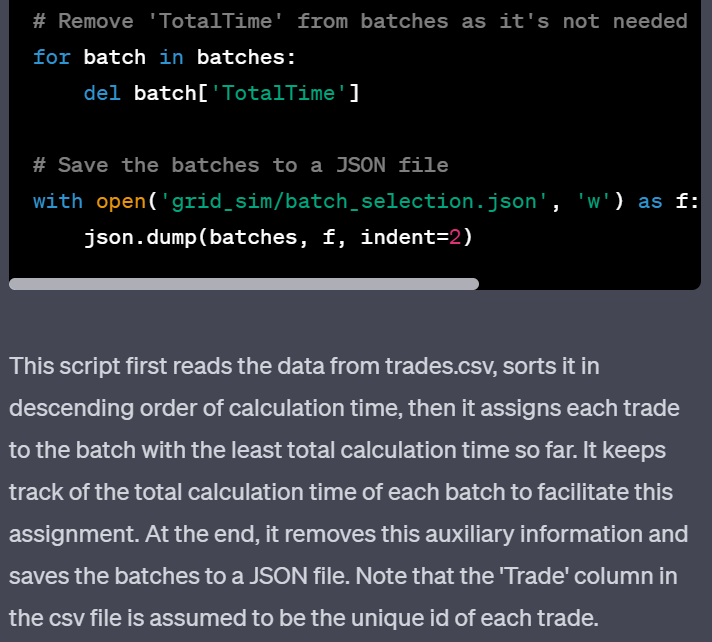 # Remove 'TotalTime' from batches as it's not needed
for batch in batches:
    del batch['TotalTime']
# Save the batches to a JSON file
with open('grid_sim/batch_selection.json', 'w') as f:
    json.dump(batches, f, indent=2)
This script first reads the data from trades.csv, sorts it in
descending order of calculation time, then it assigns each trade
to the batch with the least total calculation time so far. It keeps
track of the total calculation time of each batch to facilitate this
assignment. At the end, it removes this auxiliary information and
saves the batches to a JSON file. Note that the 'Trade' column in
the csv file is assumed to be the unique id of each trade.